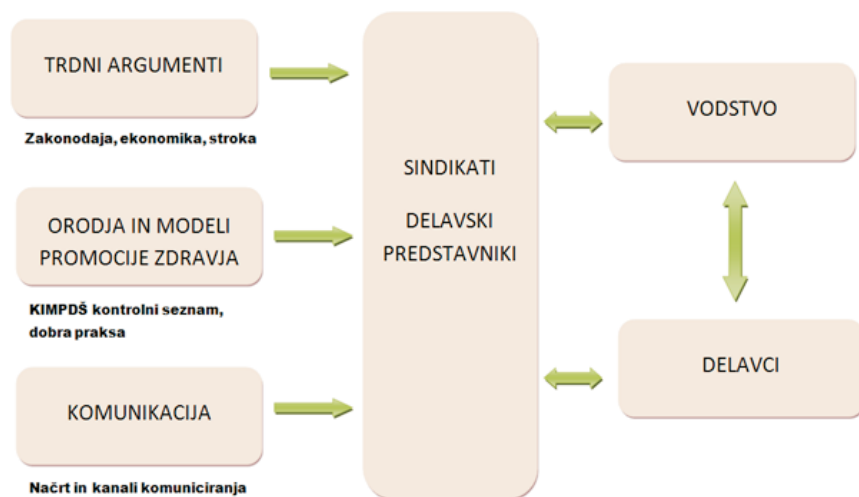 TRDNI ARGUMENTI
Zakonodaja, ekonomika, stroka
ORODJA IN MODELI
PROMOCIJE ZDRAVJA
KIMPDŠ kontrolni seznam,
dobra praksa
KOMUNIKACIJA
Načrt in kanali komuniciranja
SINDIKATI
DELAVSKI
PREDSTAVNIKI
VODSTVO
DELAVCI